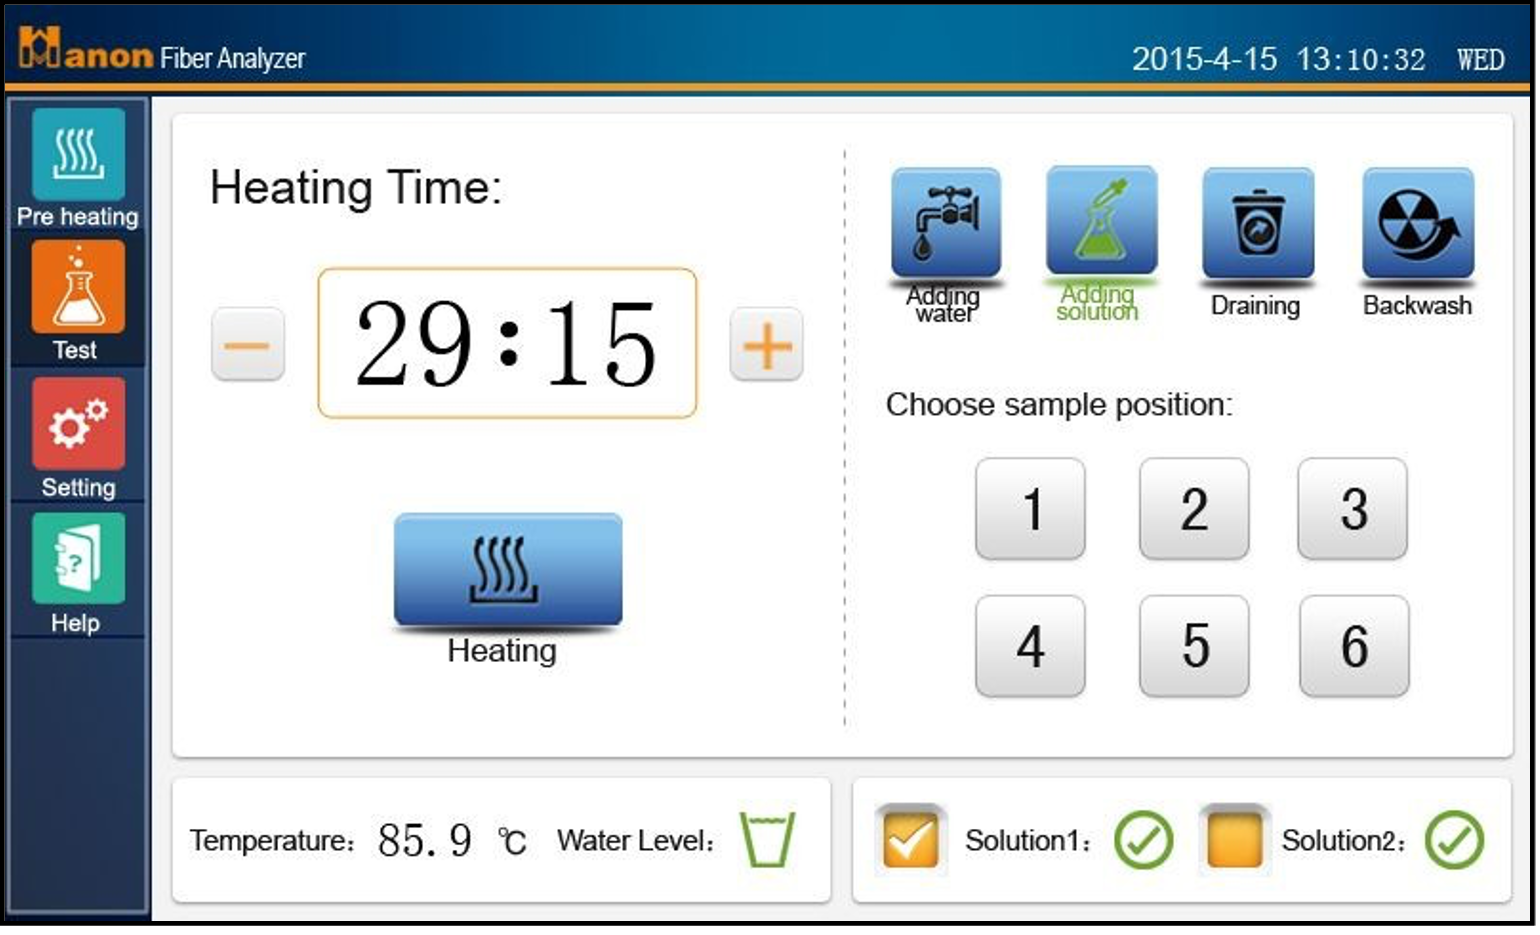 Hanon Fiber Analyzer
2015-4-15 13:10:32 WED
Pre heating
Test
Setting
?
Help
Heating Time:
29:15
Heating
Adding
water
Adding
solution
Draining
Backwash
Choose sample position:
1 2 3
4 5 6
Temperature: 85.9 ℃ Water Level:
Solution1: Solution2: